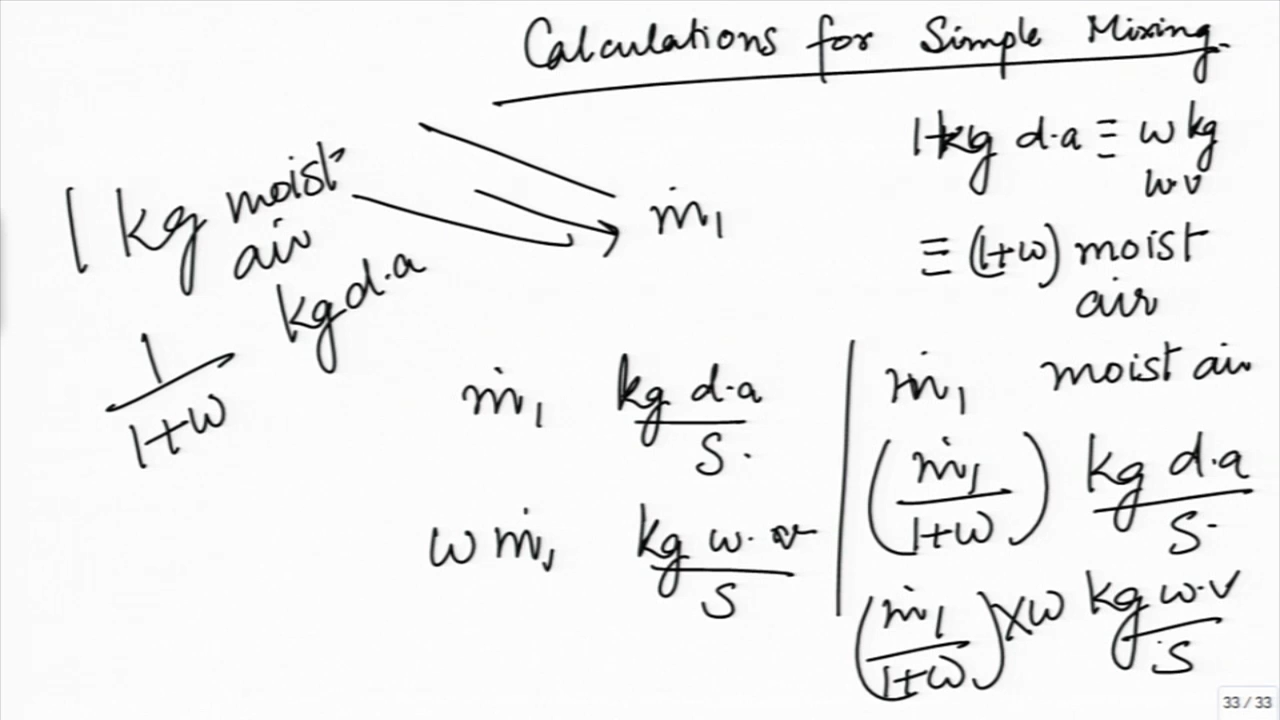 Calculations for Simple Mixing.
1 kg d.a ≡ w kg
w.v
≡ (1+w) moist
air
1 kg moist
air
kg d.a
1
1+w
ṁ1
ṁ1 kg d.a
S.
w ṁ1 kg w.v
S
ṁ1 moist air
(ṁ1/1+w) kg d.a
S.
(ṁ1/1+w) × w kg w.v
S
33 / 33